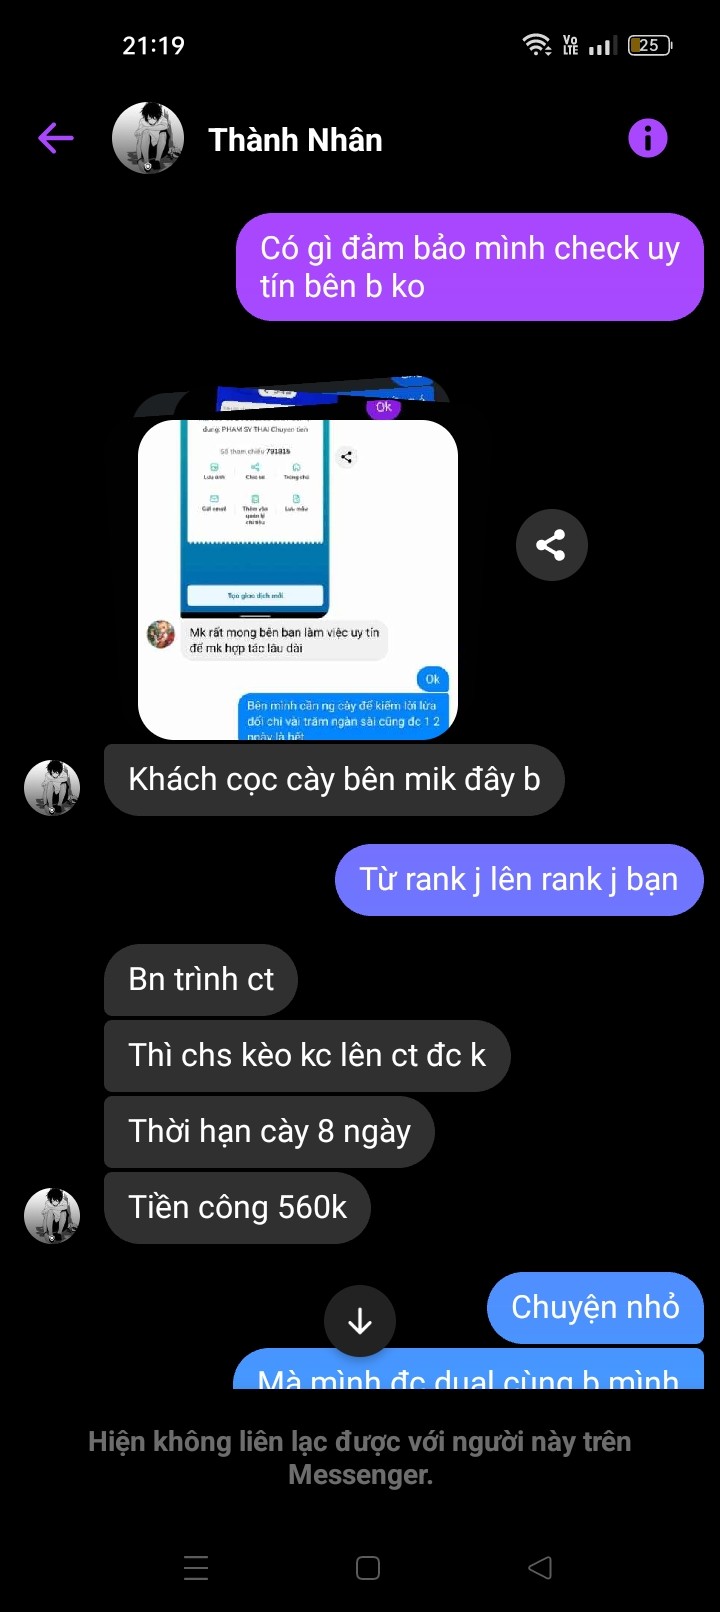 21:19
Vo
LTE
25
Thành Nhân
Có gì đảm bảo mình check uy
tín bên b ko
Ok
dung: PHAM SY THAI Chuyen tien
Số tham chiếu 791815
Lưu ảnh
Chia sẻ
Trang chủ
Gửi email
Thêm vào
quản lý
chi tiêu
Lưu mẫu
Tạo giao dịch mới
Mk rất mong bên ban làm việc uy tín
để mk hợp tác lâu dài
Ok
Bên mình cần ng cày để kiếm lời lừa
đối chi vài trăm ngàn sài cũng đc 1 2
ngày là hết
Khách cọc cày bên mik đây b
Từ rank j lên rank j bạn
Bn trình ct
Thì chs kèo kc lên ct đc k
Thời hạn cày 8 ngày
Tiền công 560k
Chuyện nhỏ
Mà mình đc dual cùng b mình
Hiện không liên lạc được với người này trên
Messenger.